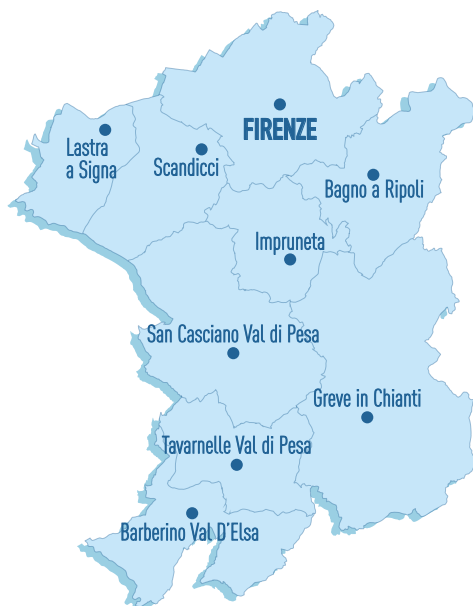 FIRENZE
Lastra
a Signa
Scandicci
Bagno a Ripoli
Impruneta
San Casciano Val di Pesa
Greve in Chianti
Tavarnelle Val di Pesa
Barberino Val D'Elsa